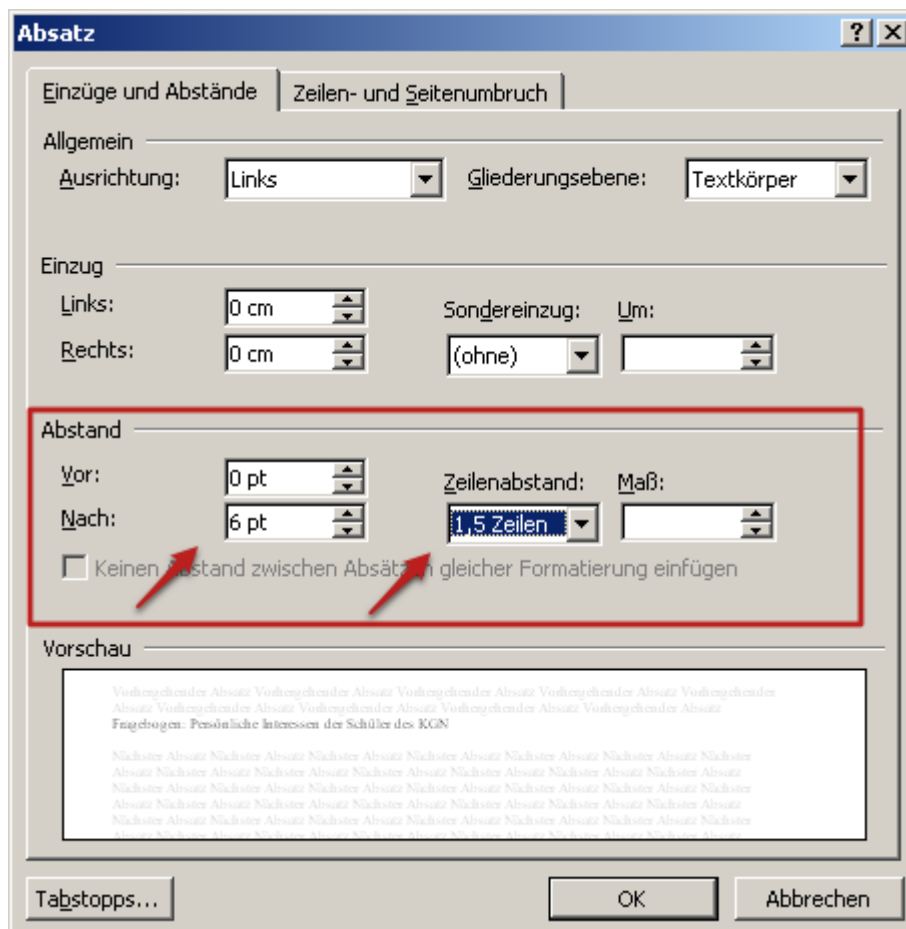 Absatz
Einzüge und Abstände Zeilen- und Seitenumbruch
Allgemein
Ausrichtung: Links Gliederungsebene: Textkörper
Einzug
Links: 0 cm Sondereinzug: Um:
Rechts: 0 cm (ohne)
Abstand
Vor: 0 pt Zeilenabstand: Maß:
Nach: 6 pt 1,5 Zeilen
Keinen Abstand zwischen Absätzen gleicher Formatierung einfügen
Vorschau
Vorhergehender Absatz Vorhergehender Absatz Vorhergehender Absatz Vorhergehender Absatz Vorhergehender
Absatz Vorhergehender Absatz Vorhergehender Absatz Vorhergehender Absatz Vorhergehender Absatz
Fragebogen: Persönliche Interessen der Schüler des KGN
Nächster Absatz Nächster Absatz Nächster Absatz Nächster Absatz Nächster Absatz Nächster Absatz Nächster
Absatz Nächster Absatz Nächster Absatz Nächster Absatz Nächster Absatz Nächster Absatz
Nächster Absatz Nächster Absatz Nächster Absatz Nächster Absatz Nächster Absatz Nächster Absatz Nächster
Absatz Nächster Absatz Nächster Absatz Nächster Absatz Nächster Absatz Nächster Absatz
Nächster Absatz Nächster Absatz Nächster Absatz Nächster Absatz Nächster Absatz Nächster Absatz Nächster
Absatz Nächster Absatz Nächster Absatz Nächster Absatz Nächster Absatz Nächster Absatz
Tabstopps... OK Abbrechen